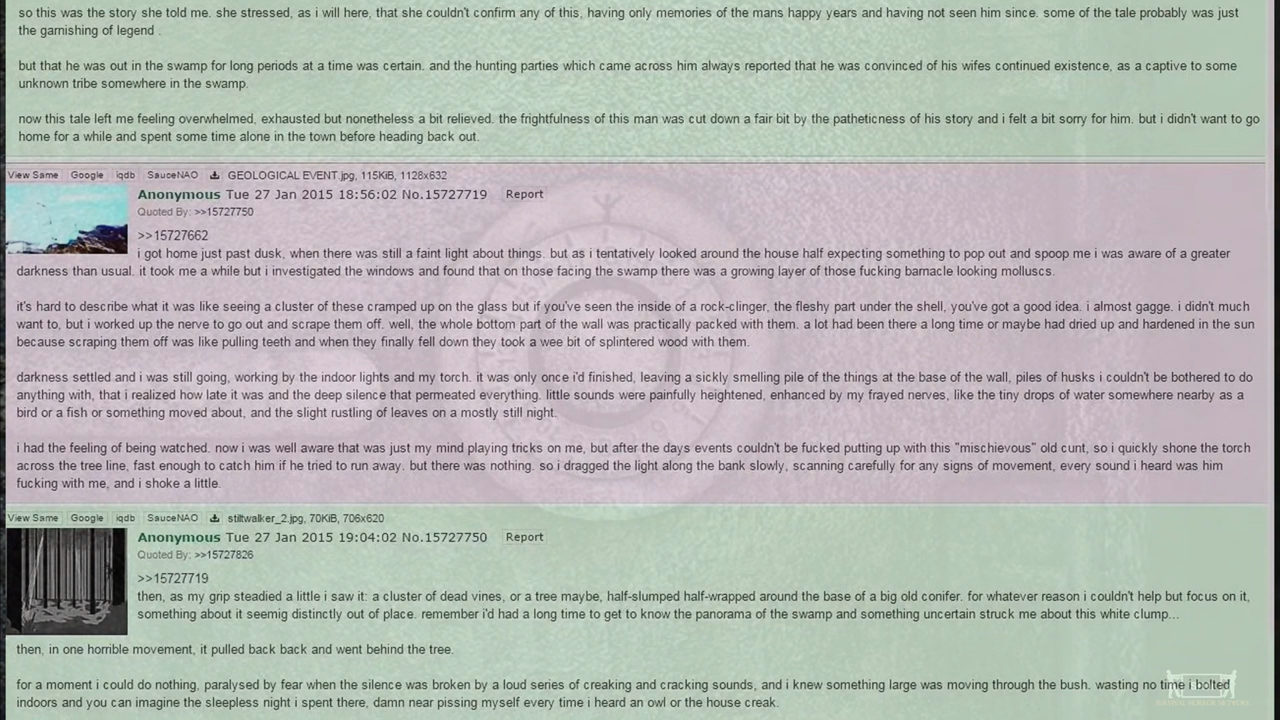 so this was the story she told me. she stressed, as i will here, that she couldn't confirm any of this, having only memories of the mans happy years and having not seen him since. some of the tale probably was just
the garnishing of legend .
but that he was out in the swamp for long periods at a time was certain. and the hunting parties which came across him always reported that he was convinced of his wifes continued existence, as a captive to some
unknown tribe somewhere in the swamp.
now this tale left me feeling overwhelmed, exhausted but nonetheless a bit relieved. the frightfulness of this man was cut down a fair bit by the patheticness of his story and i felt a bit sorry for him. but i didn't want to go
home for a while and spent some time alone in the town before heading back out.
View Same Google iqdb SauceNAO GEOLOGICAL EVENT.jpg, 115KiB, 1128x632
Anonymous Tue 27 Jan 2015 18:56:02 No.15727719 Report
Quoted By: >>15727750
>>15727662
i got home just past dusk, when there was still a faint light about things. but as i tentatively looked around the house half expecting something to pop out and spoop me i was aware of a greater
darkness than usual. it took me a while but i investigated the windows and found that on those facing the swamp there was a growing layer of those fucking barnacle looking molluscs.
it's hard to describe what it was like seeing a cluster of these cramped up on the glass but if you've seen the inside of a rock-clinger, the fleshy part under the shell, you've got a good idea. i almost gagge. i didn't much
want to, but i worked up the nerve to go out and scrape them off. well, the whole bottom part of the wall was practically packed with them. a lot had been there a long time or maybe had dried up and hardened in the sun
because scraping them off was like pulling teeth and when they finally fell down they took a wee bit of splintered wood with them.
darkness settled and i was still going, working by the indoor lights and my torch. it was only once i'd finished, leaving a sickly smelling pile of the things at the base of the wall, piles of husks i couldn't be bothered to do
anything with, that i realized how late it was and the deep silence that permeated everything. little sounds were painfully heightened, enhanced by my frayed nerves, like the tiny drops of water somewhere nearby as a
bird or a fish or something moved about, and the slight rustling of leaves on a mostly still night.
i had the feeling of being watched. now i was well aware that was just my mind playing tricks on me, but after the days events couldn't be fucked putting up with this "mischievous" old cunt, so i quickly shone the torch
across the tree line, fast enough to catch him if he tried to run away. but there was nothing. so i dragged the light along the bank slowly, scanning carefully for any signs of movement, every sound i heard was him
fucking with me, and i shoke a little.
View Same Google iqdb SauceNAO stiltwalker_2.jpg, 70KiB, 706x620
Anonymous Tue 27 Jan 2015 19:04:02 No.15727750 Report
Quoted By: >>15727826
>>15727719
then, as my grip steadied a little i saw it: a cluster of dead vines, or a tree maybe, half-slumped half-wrapped around the base of a big old conifer. for whatever reason i couldn't help but focus on it,
something about it seemig distinctly out of place. remember i'd had a long time to get to know the panorama of the swamp and something uncertain struck me about this white clump...
then, in one horrible movement, it pulled back back and went behind the tree.
for a moment i could do nothing, paralysed by fear when the silence was broken by a loud series of creaking and cracking sounds, and i knew something large was moving through the bush. wasting no time i bolted
indoors and you can imagine the sleepless night i spent there, damn near pissing myself every time i heard an owl or the house creak.